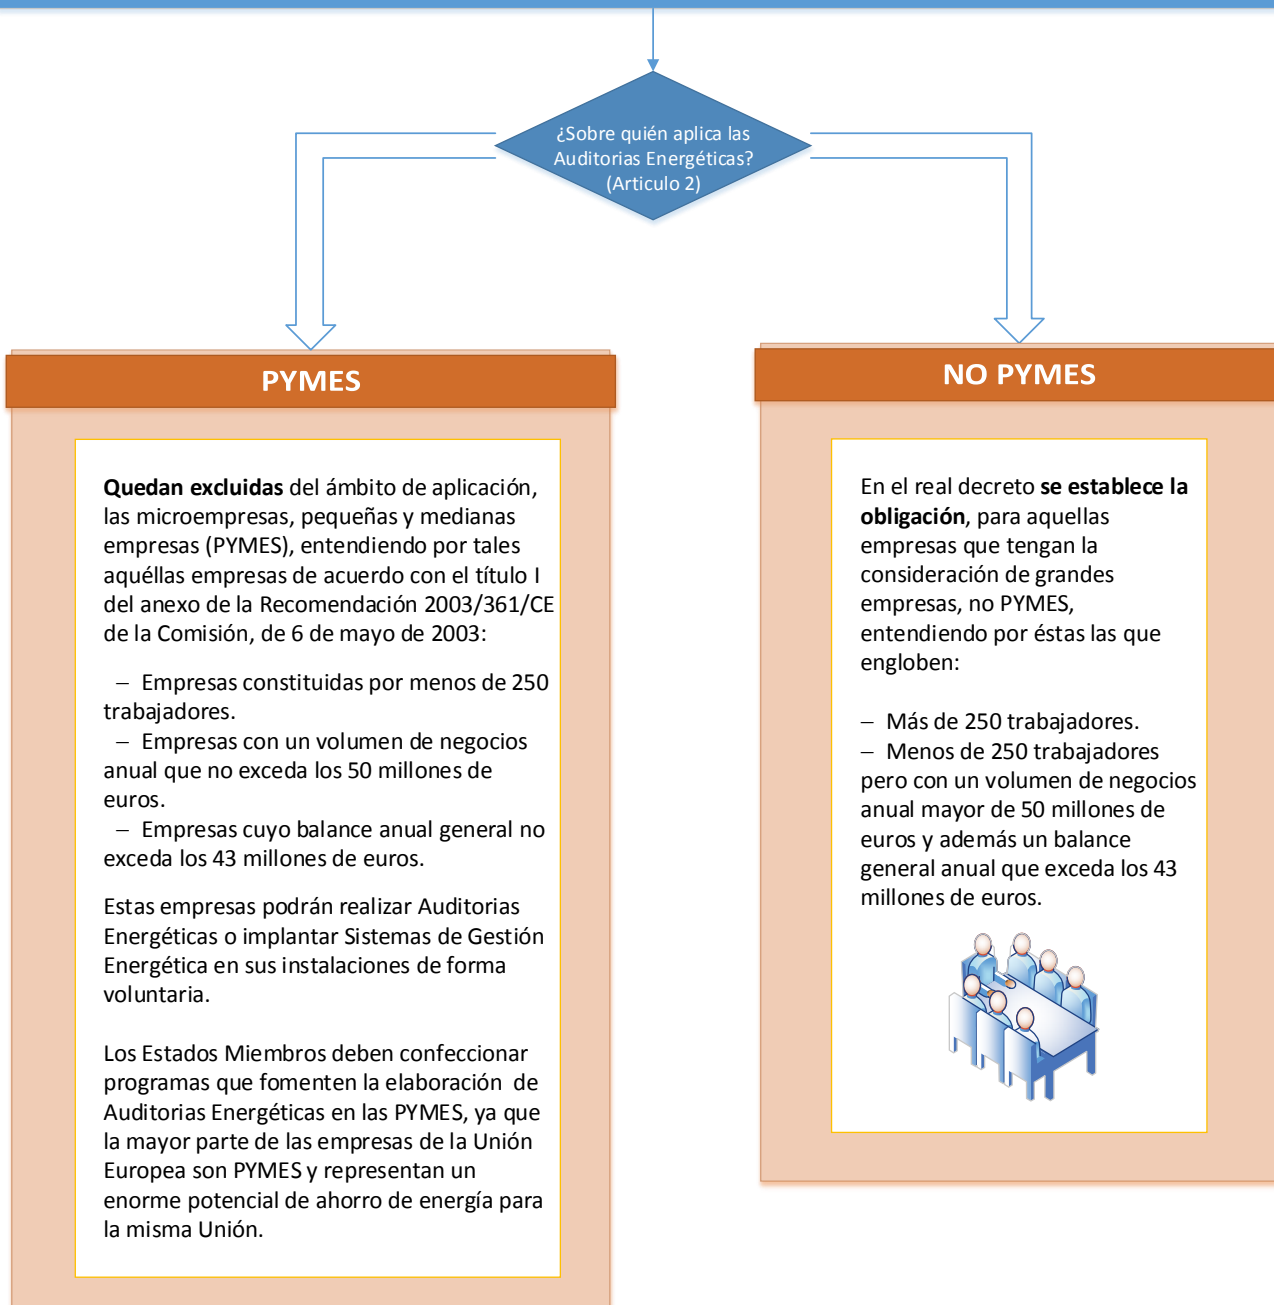 ¿Sobre quién aplica las
Auditorias Energéticas?
(Articulo 2)
PYMES
Quedan excluidas del ámbito de aplicación,
las microempresas, pequeñas y medianas
empresas (PYMES), entendiendo por tales
aquéllas empresas de acuerdo con el título I
del anexo de la Recomendación 2003/361/CE
de la Comisión, de 6 de mayo de 2003:
– Empresas constituidas por menos de 250
trabajadores.
– Empresas con un volumen de negocios
anual que no exceda los 50 millones de
euros.
– Empresas cuyo balance anual general no
exceda los 43 millones de euros.
Estas empresas podrán realizar Auditorias
Energéticas o implantar Sistemas de Gestión
Energética en sus instalaciones de forma
voluntaria.
Los Estados Miembros deben confeccionar
programas que fomenten la elaboración de
Auditorias Energéticas en las PYMES, ya que
la mayor parte de las empresas de la Unión
Europea son PYMES y representan un
enorme potencial de ahorro de energía para
la misma Unión.
NO PYMES
En el real decreto se establece la
obligación, para aquellas
empresas que tengan la
consideración de grandes
empresas, no PYMES,
entendiendo por éstas las que
engloben:
– Más de 250 trabajadores.
– Menos de 250 trabajadores
pero con un volumen de negocios
anual mayor de 50 millones de
euros y además un balance
general anual que exceda los 43
millones de euros.